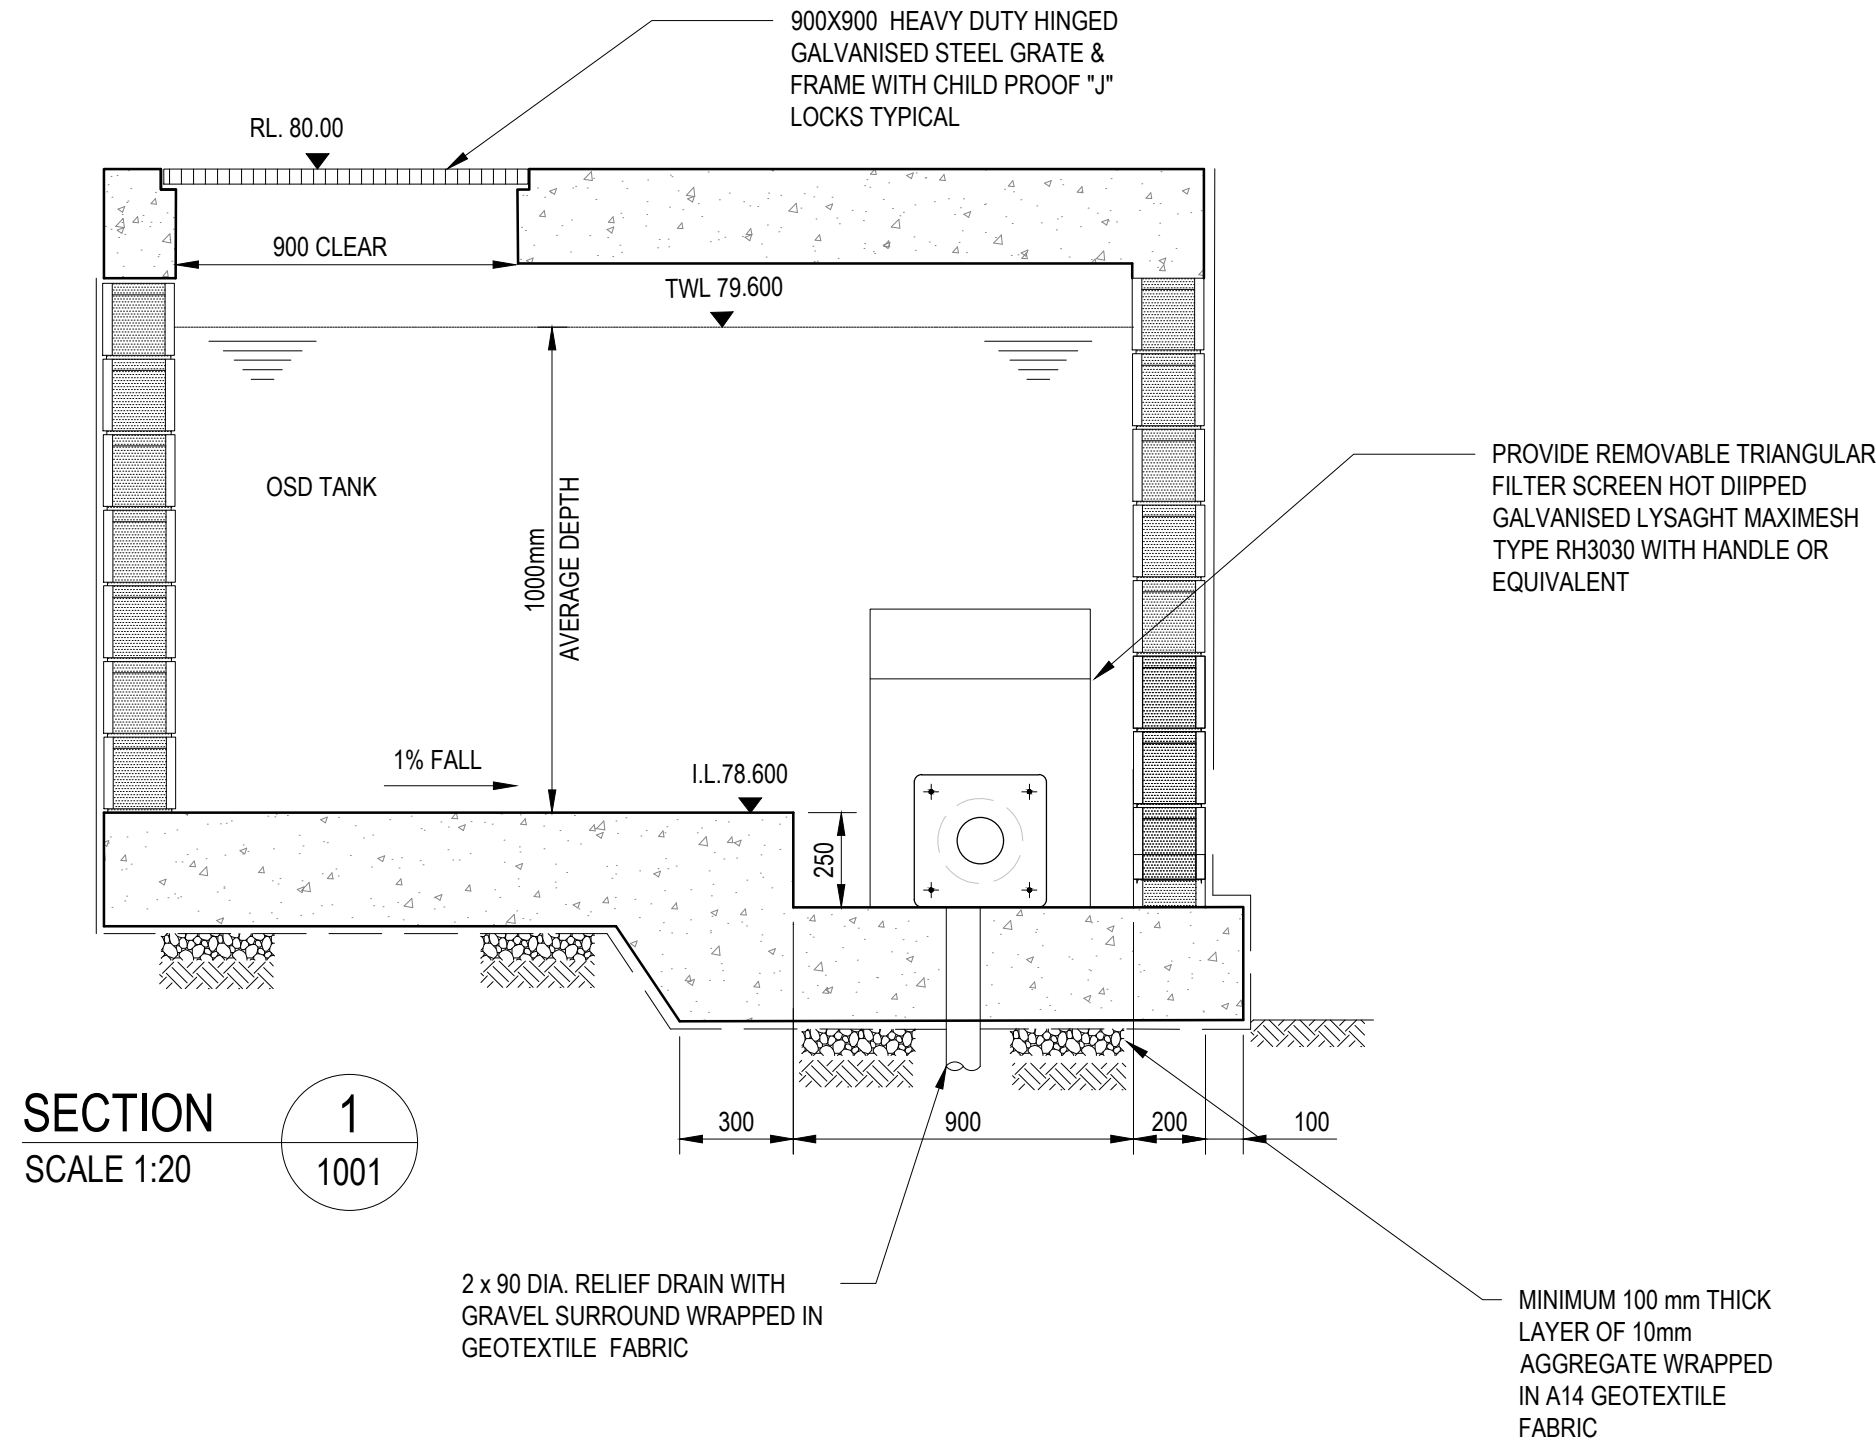 900X900 HEAVY DUTY HINGED
GALVANISED STEEL GRATE &
FRAME WITH CHILD PROOF "J"
LOCKS TYPICAL
RL. 80.00
900 CLEAR
TWL 79.600
OSD TANK
1000mm
AVERAGE DEPTH
PROVIDE REMOVABLE TRIANGULAR
FILTER SCREEN HOT DIIPPED
GALVANISED LYSAGHT MAXIMESH
TYPE RH3030 WITH HANDLE OR
EQUIVALENT
1% FALL
I.L.78.600
250
300
900
200
100
SECTION
SCALE 1:20
1
1001
2 x 90 DIA. RELIEF DRAIN WITH
GRAVEL SURROUND WRAPPED IN
GEOTEXTILE FABRIC
MINIMUM 100 mm THICK
LAYER OF 10mm
AGGREGATE WRAPPED
IN A14 GEOTEXTILE
FABRIC